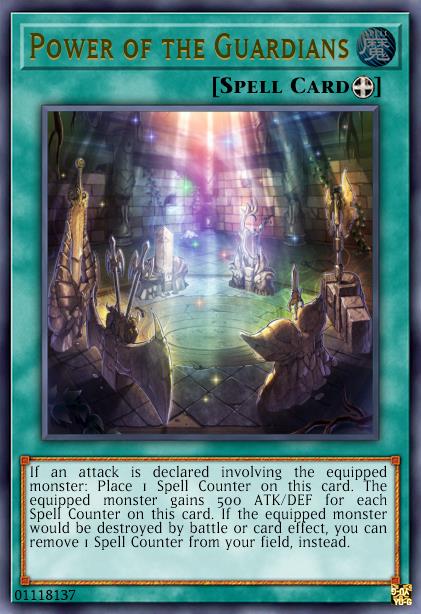 POWER OF THE GUARDIANS
SPELL
魔
[SPELL CARD]
If an attack is declared involving the equipped
monster: Place 1 Spell Counter on this card. The
equipped monster gains 500 ATK/DEF for each
Spell Counter on this card. If the equipped monster
would be destroyed by battle or card effect, you can
remove 1 Spell Counter from your field, instead.
01118137